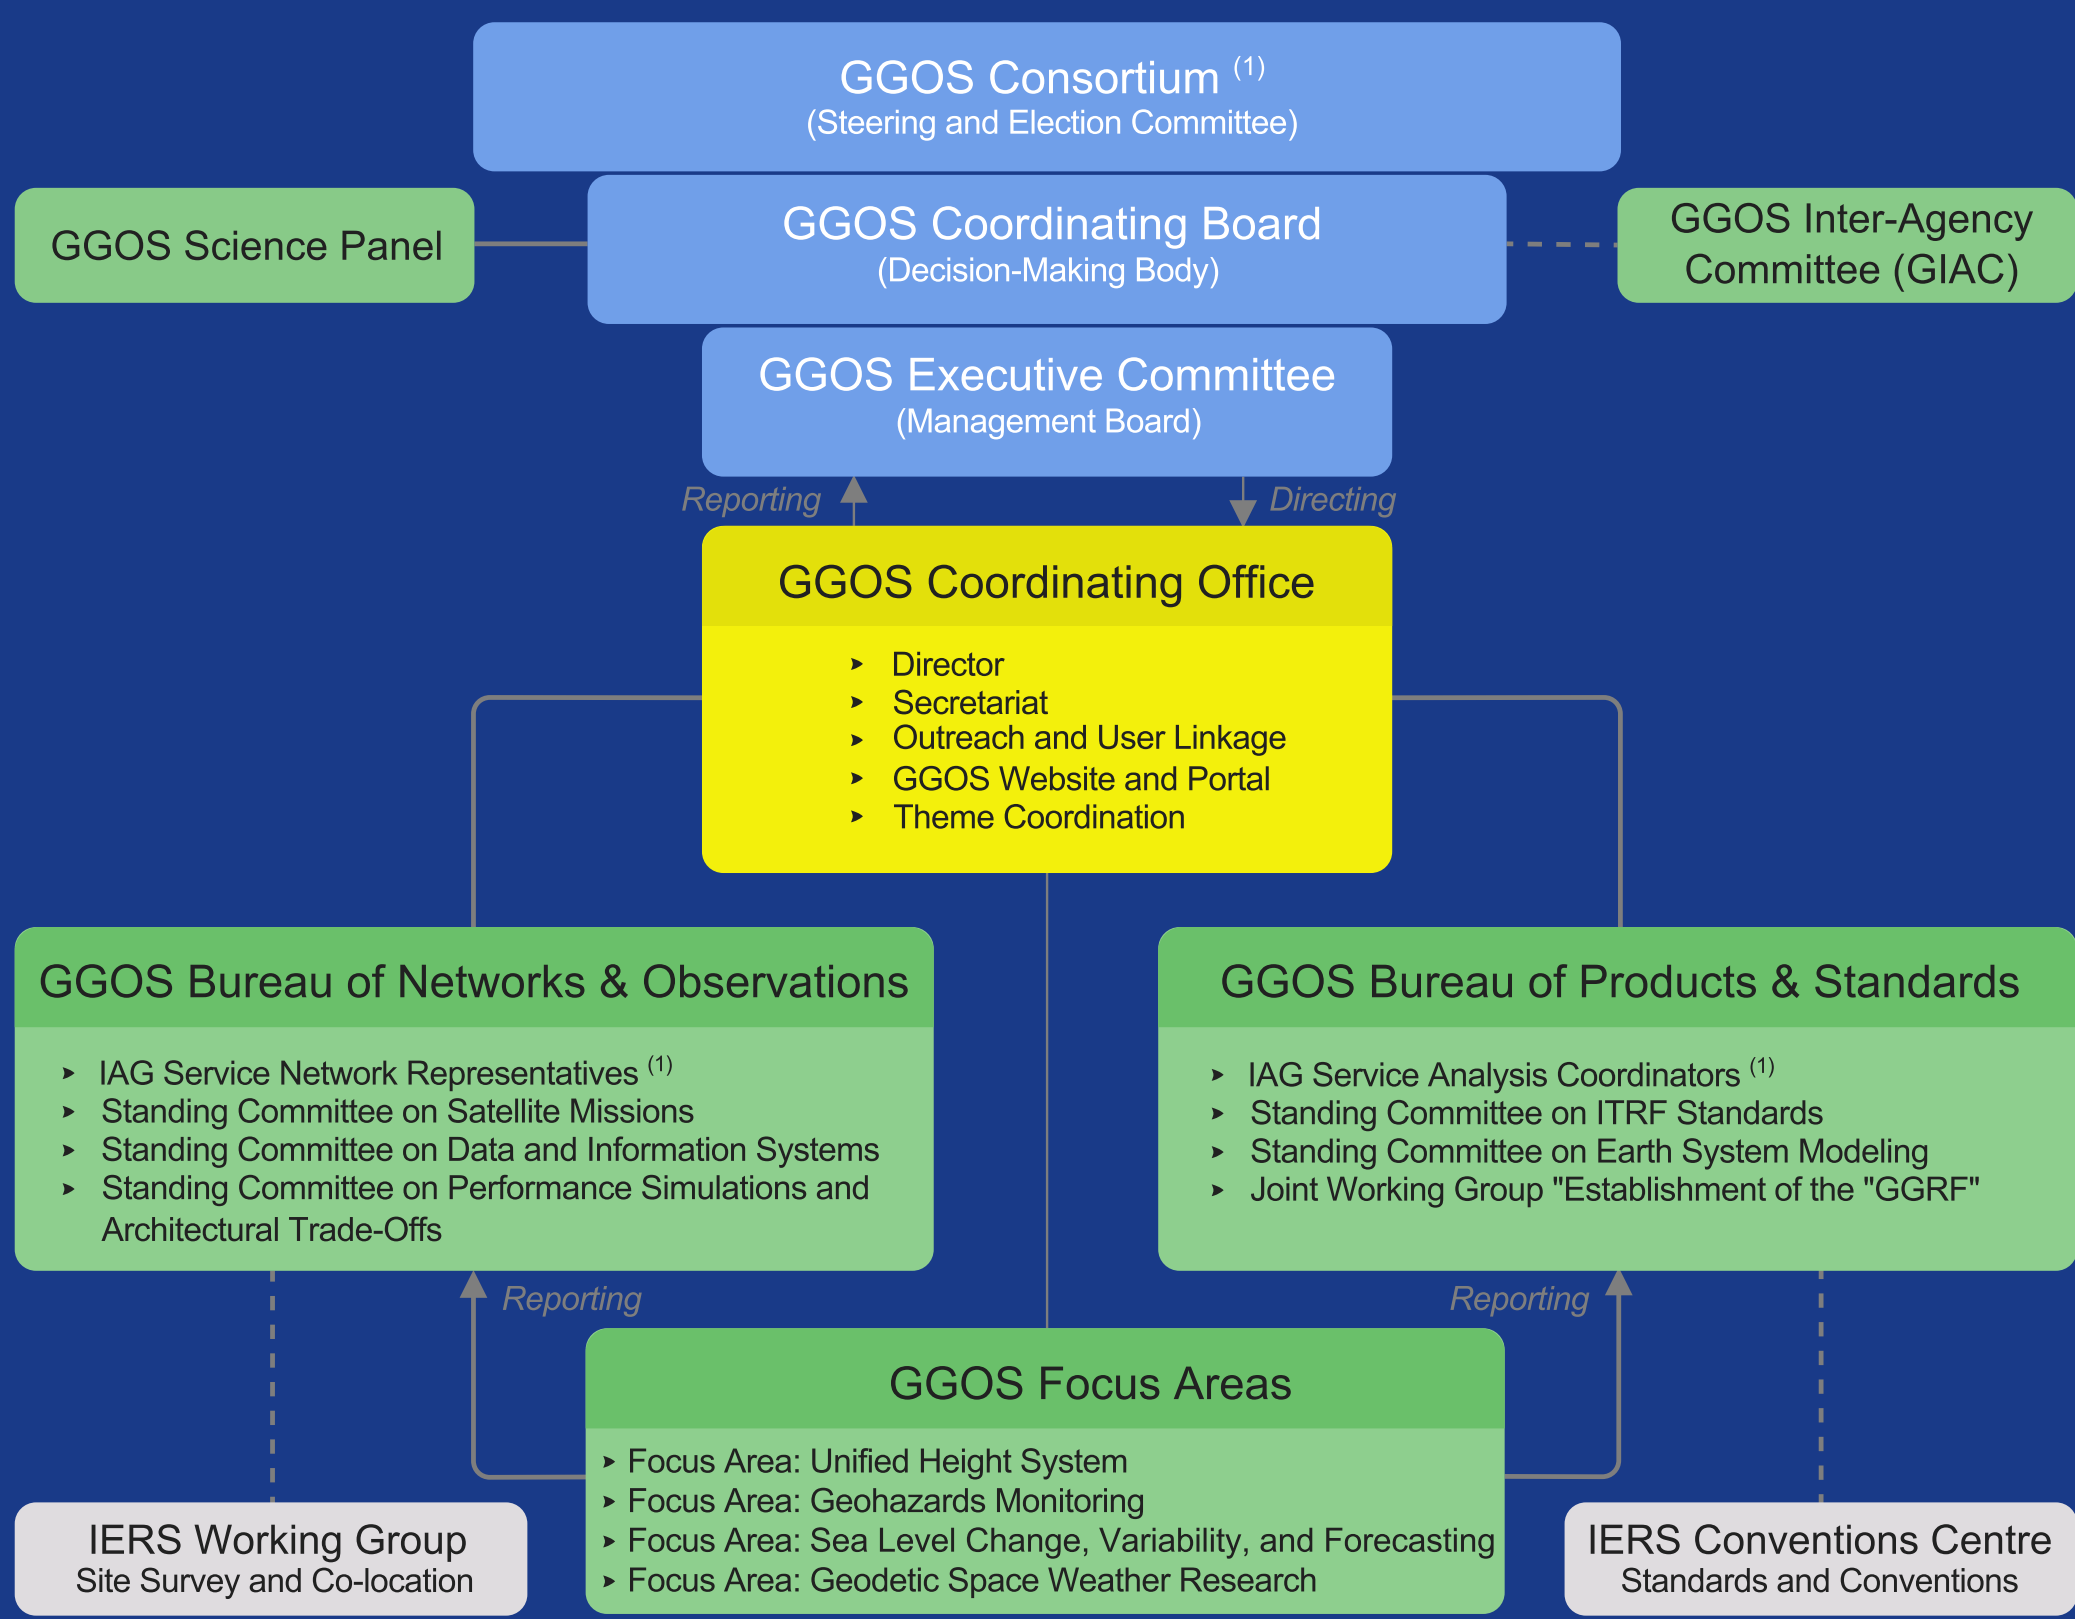 GGOS Consortium (1)
(Steering and Election Committee)
GGOS Science Panel
GGOS Coordinating Board
(Decision-Making Body)
GGOS Inter-Agency
Committee (GIAC)
GGOS Executive Committee
(Management Board)
Reporting
Directing
GGOS Coordinating Office
➤ Director
➤ Secretariat
➤ Outreach and User Linkage
➤ GGOS Website and Portal
➤ Theme Coordination
GGOS Bureau of Networks & Observations
➤ IAG Service Network Representatives (1)
➤ Standing Committee on Satellite Missions
➤ Standing Committee on Data and Information Systems
➤ Standing Committee on Performance Simulations and
Architectural Trade-Offs
GGOS Bureau of Products & Standards
➤ IAG Service Analysis Coordinators (1)
➤ Standing Committee on ITRF Standards
➤ Standing Committee on Earth System Modeling
➤ Joint Working Group "Establishment of the "GGRF"
Reporting
Reporting
GGOS Focus Areas
➤ Focus Area: Unified Height System
➤ Focus Area: Geohazards Monitoring
➤ Focus Area: Sea Level Change, Variability, and Forecasting
➤ Focus Area: Geodetic Space Weather Research
IERS Working Group
Site Survey and Co-location
IERS Conventions Centre
Standards and Conventions